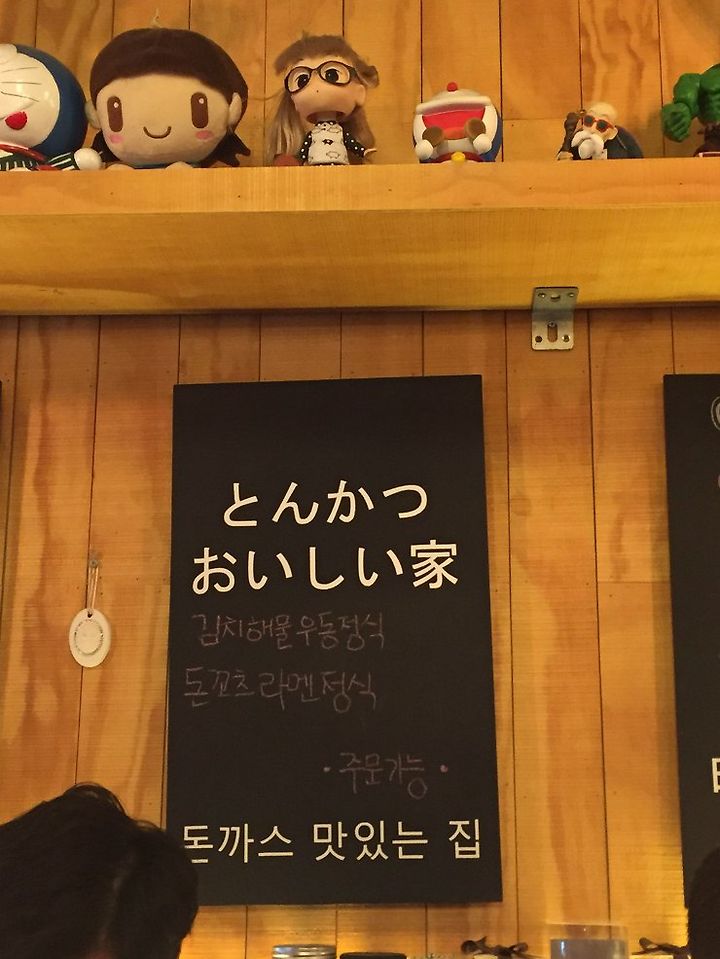 とんかつ
おいしい家
김치해물우동정식
돈꼬츠라멘정식
·주문가능·
돈까스 맛있는 집